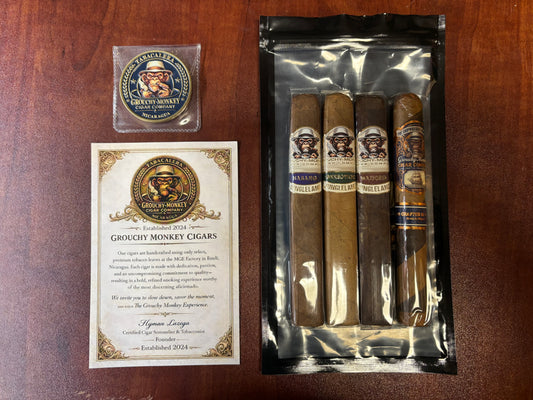 TABACALERA
GROUCHY-MONKEY
CIGAR COMPANY
NICARAGUA
TABACALERA
GROUCHY-MONKEY
CIGAR COMPANY
Established 2024
GROUCHY MONKEY CIGARS
Our cigars are handcrafted using only select,
premium tobacco leaves at the MGE Factory in Estelí,
Nicaragua. Each cigar is made with dedication, passion,
and an uncompromising commitment to quality–
resulting in a bold, refined smoking experience worthy
of the most discerning aficionado.
We invite you to slow down, savor the moment,
The Grouchy Monkey Experience.
Hyman
Certified Cigar Sommelier & Tobacconist
Founder
Established 2024
HABANO
JUNGLELAND